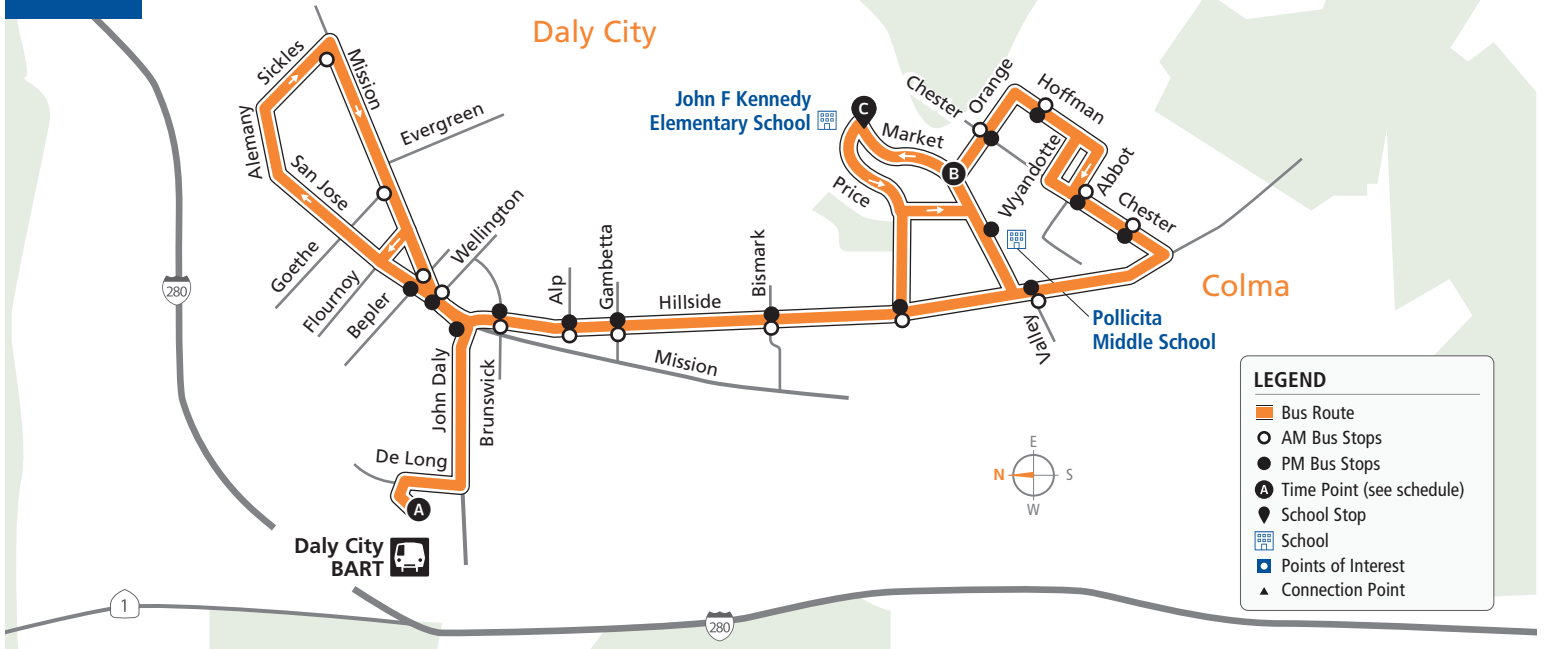 Daly City
Sickles
Mission
Alemany
San Jose
Evergreen
Goethe
Flournoy
Bepler
Wellington
John F Kennedy
Elementary School
C
Market
Price
B
Chester
Orange
Hoffman
Wyandotte
Abbot
Chester
Colma
280
Alp
Gambetta
Hillside
Bismark
Mission
Valley
Pollicita
Middle School
John Daly
Brunswick
De Long
A
Daly City
BART
1
280
E
N
S
W
LEGEND
Bus Route
AM Bus Stops
PM Bus Stops
A Time Point (see schedule)
School Stop
School
Points of Interest
Connection Point